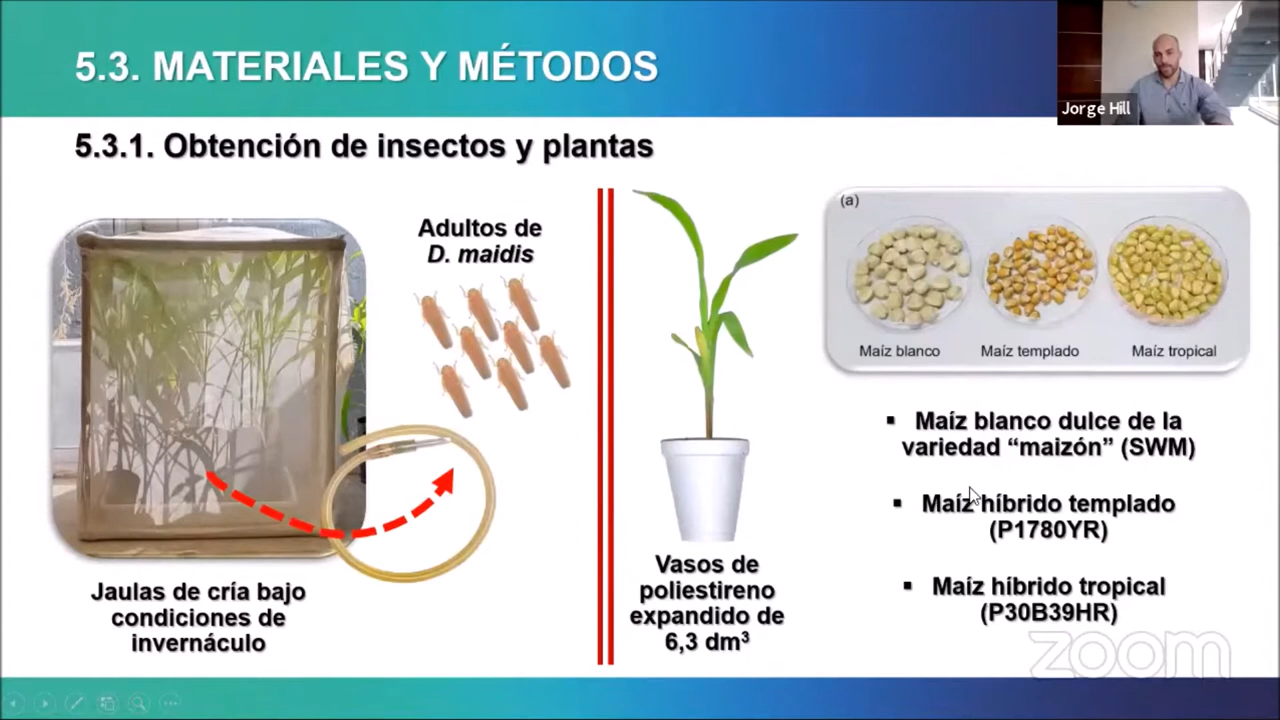 5.3. MATERIALES Y MÉTODOS
Jorge Hill
5.3.1. Obtención de insectos y plantas
Adultos de
D. maidis
Jaulas de cría bajo
condiciones de
invernáculo
Vasos de
poliestireno
expandido de
6,3 dm³
(a)
Maíz blanco
Maíz templado
Maíz tropical
▪ Maíz blanco dulce de la
variedad “maizón” (SWM)
▪ Maíz híbrido templado
(P1780YR)
▪ Maíz híbrido tropical
(P30B39HR)
zoom